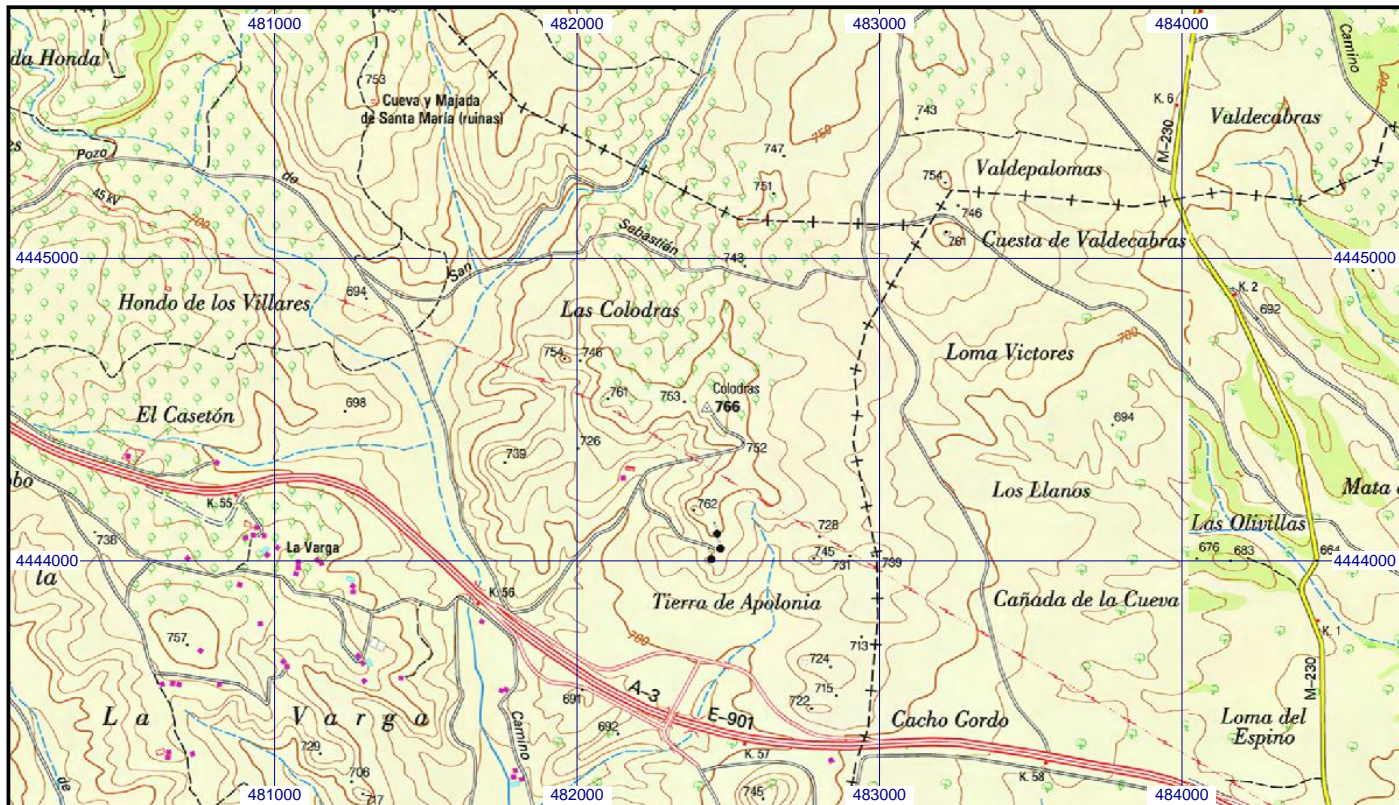 481000
482000
483000
484000
da Honda
753
Cueva y Majada
de Santa María (ruinas)
750
743
K. 6
M-230
Valdecabras
Camino
700
Pozo
de
45 kV
700
747
751
Valdepalomas
754
746
761
Cuesta de Valdecabras
Sebastián
San
743
4445000
4445000
694
Hondo de los Villares
Las Colodras
K. 2
692
700
754
746
Loma Victores
Colodras
766
761
753
698
El Casetón
694
726
752
739
obo
K. 55
762
Los Llanos
Mata
Las Olivillas
738
La Varga
728
745
731
739
676
683
664
4444000
4444000
la
K. 56
Tierra de Apolonia
Cañada de la Cueva
757
700
713
K. 1
724
715
722
691
A-3
E-901
692
M-230
La Varga
Camino
Cacho Gordo
Loma del
Espino
729
706
717
K. 57
K. 58
745
de
481000
482000
483000
484000